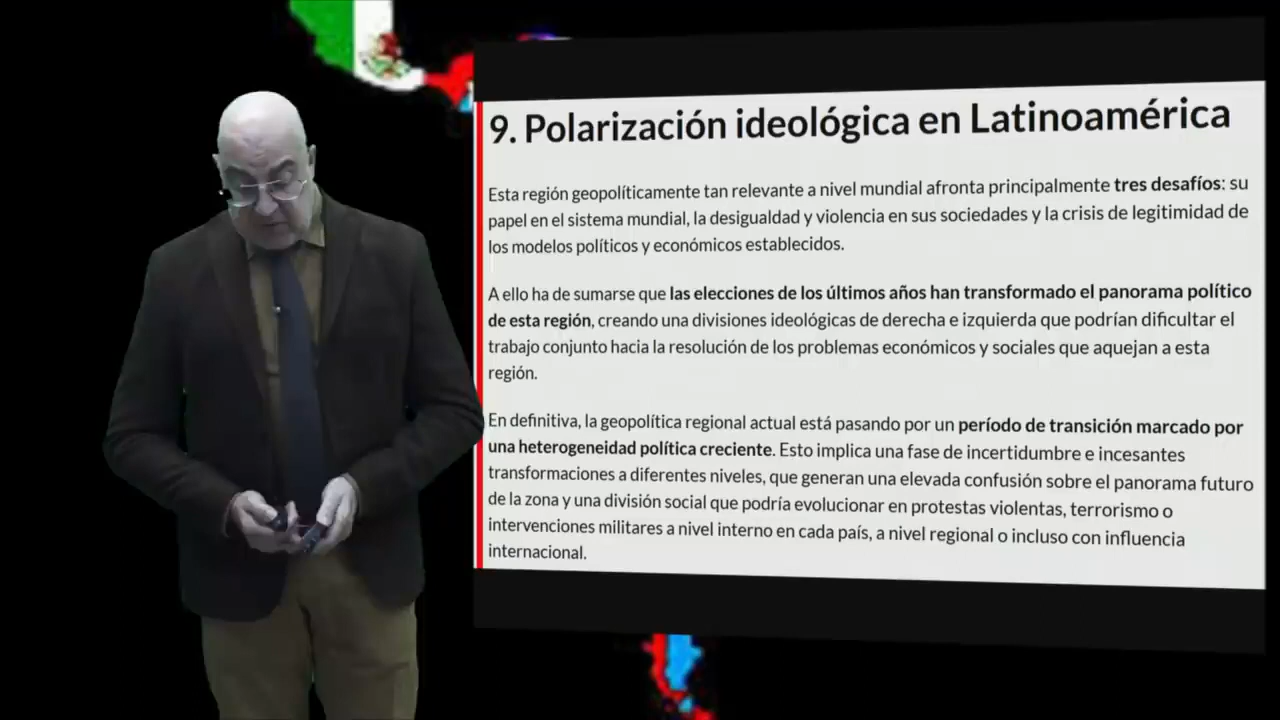 9. Polarización ideológica en Latinoamérica
Esta región geopolíticamente tan relevante a nivel mundial afronta principalmente tres desafíos: su
papel en el sistema mundial, la desigualdad y violencia en sus sociedades y la crisis de legitimidad de
los modelos políticos y económicos establecidos.
A ello ha de sumarse que las elecciones de los últimos años han transformado el panorama político
de esta región, creando una divisiones ideológicas de derecha e izquierda que podrían dificultar el
trabajo conjunto hacia la resolución de los problemas económicos y sociales que aquejan a esta
región.
En definitiva, la geopolítica regional actual está pasando por un período de transición marcado por
una heterogeneidad política creciente. Esto implica una fase de incertidumbre e incesantes
transformaciones a diferentes niveles, que generan una elevada confusión sobre el panorama futuro
de la zona y una división social que podría evolucionar en protestas violentas, terrorismo o
intervenciones militares a nivel interno en cada país, a nivel regional o incluso con influencia
internacional.